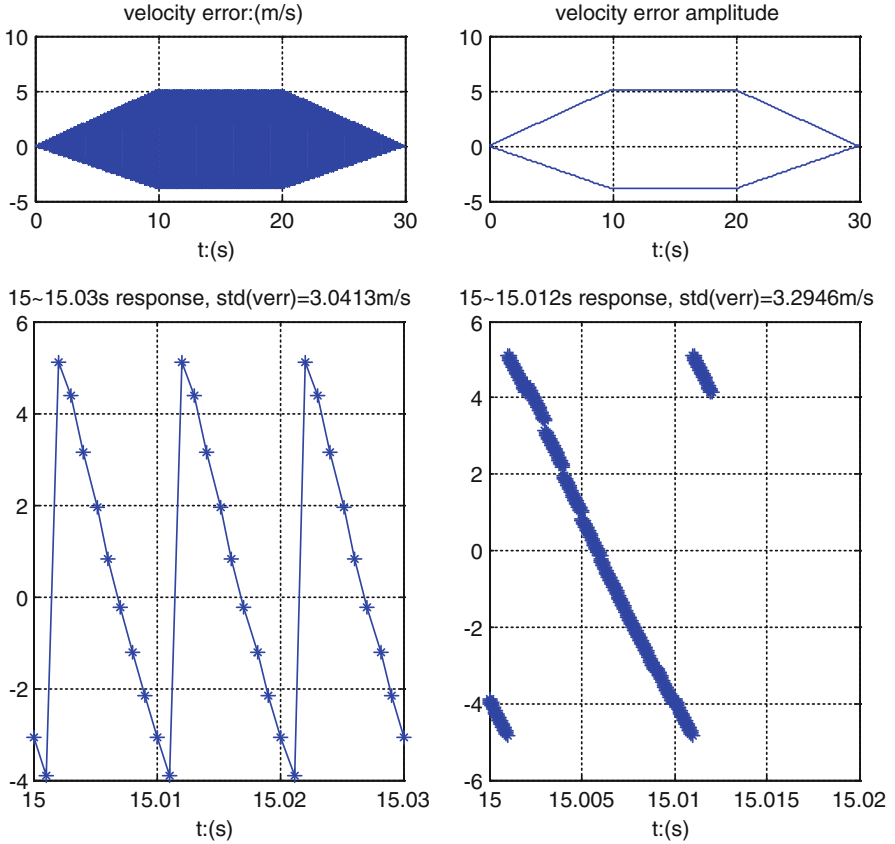 velocity error:(m/s)
10
5
0
-5
0 10 20 30
t:(s)
velocity error amplitude
10
5
0
-5
0 10 20 30
t:(s)
15~15.03s response, std(verr)=3.0413m/s
6
4
2
0
-2
-4
15 15.01 15.02 15.03
t:(s)
15~15.012s response, std(verr)=3.2946m/s
6
4
2
0
-2
-4
-6
15 15.005 15.01 15.015 15.02
t:(s)